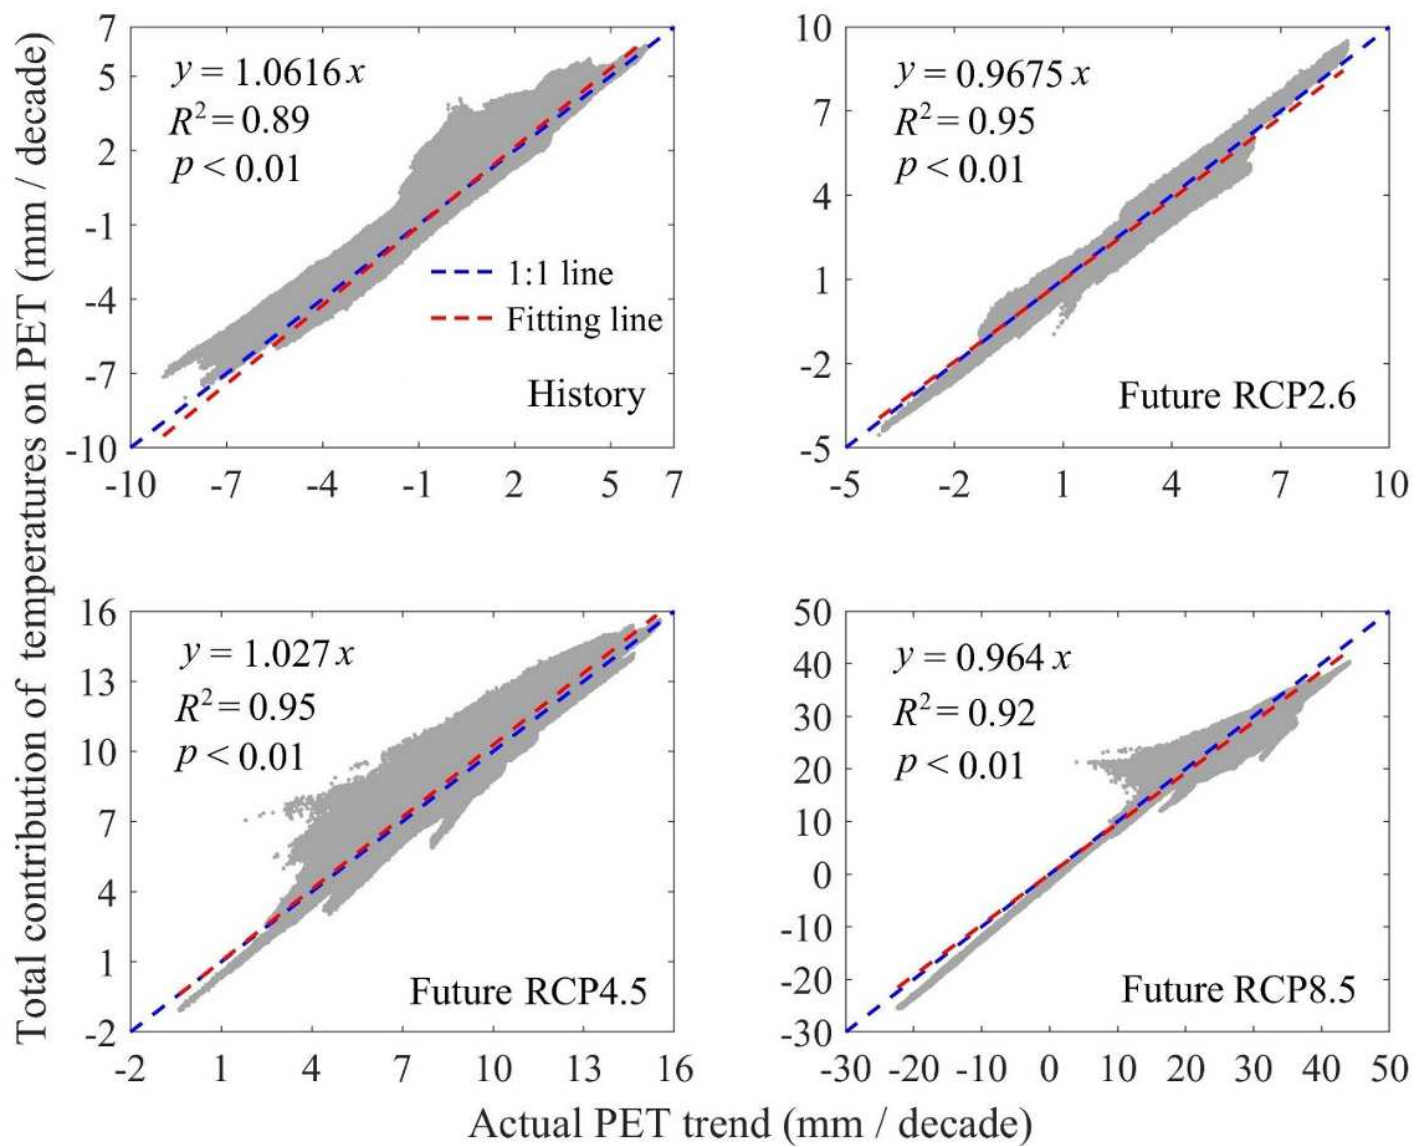 Total contribution of temperatures on PET (mm / decade)
7
5
2
-1
-4
-7
-10
y = 1.0616 x
R² = 0.89
p < 0.01
1:1 line
Fitting line
History
-10 -7 -4 -1 2 5 7
10
7
4
1
-2
-5
y = 0.9675 x
R² = 0.95
p < 0.01
Future RCP2.6
-5 -2 1 4 7 10
16
13
10
7
4
1
-2
y = 1.027 x
R² = 0.95
p < 0.01
Future RCP4.5
-2 1 4 7 10 13 16
50
40
30
20
10
0
-10
-20
-30
y = 0.964 x
R² = 0.92
p < 0.01
Future RCP8.5
-30 -20 -10 0 10 20 30 40 50
Actual PET trend (mm / decade)